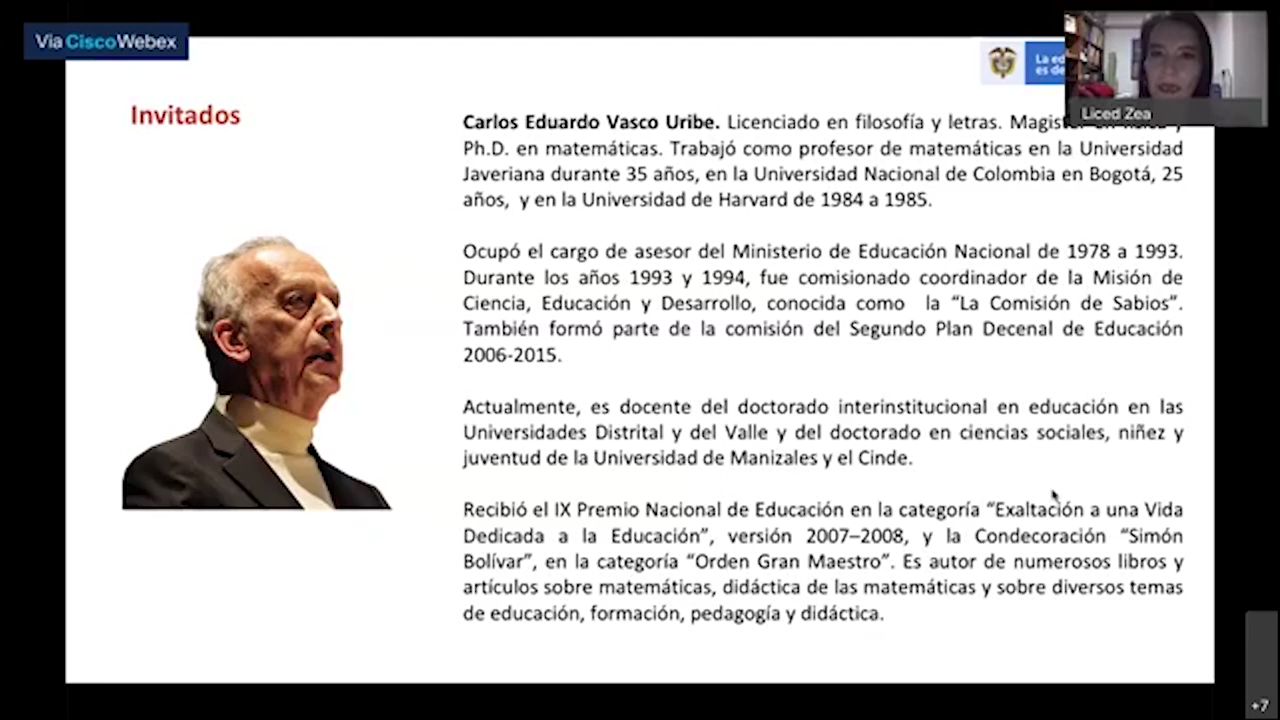 Via Cisco Webex
La ed
es de
Liced Zea
Invitados
Carlos Eduardo Vasco Uribe. Licenciado en filosofía y letras.
Ph.D. en matemáticas. Trabajó como profesor de matemáticas en la Universidad
Javeriana durante 35 años, en la Universidad Nacional de Colombia en Bogotá, 25
años, y en la Universidad de Harvard de 1984 a 1985.
Ocupó el cargo de asesor del Ministerio de Educación Nacional de 1978 a 1993.
Durante los años 1993 y 1994, fue comisionado coordinador de la Misión de
Ciencia, Educación y Desarrollo, conocida como la “La Comisión de Sabios”.
También formó parte de la comisión del Segundo Plan Decenal de Educación
2006-2015.
Actualmente, es docente del doctorado interinstitucional en educación en las
Universidades Distrital y del Valle y del doctorado en ciencias sociales, niñez y
juventud de la Universidad de Manizales y el Cinde.
Recibió el IX Premio Nacional de Educación en la categoría “Exaltación a una Vida
Dedicada a la Educación”, versión 2007–2008, y la Condecoración “Simón
Bolívar”, en la categoría “Orden Gran Maestro”. Es autor de numerosos libros y
artículos sobre matemáticas, didáctica de las matemáticas y sobre diversos temas
de educación, formación, pedagogía y didáctica.
+7